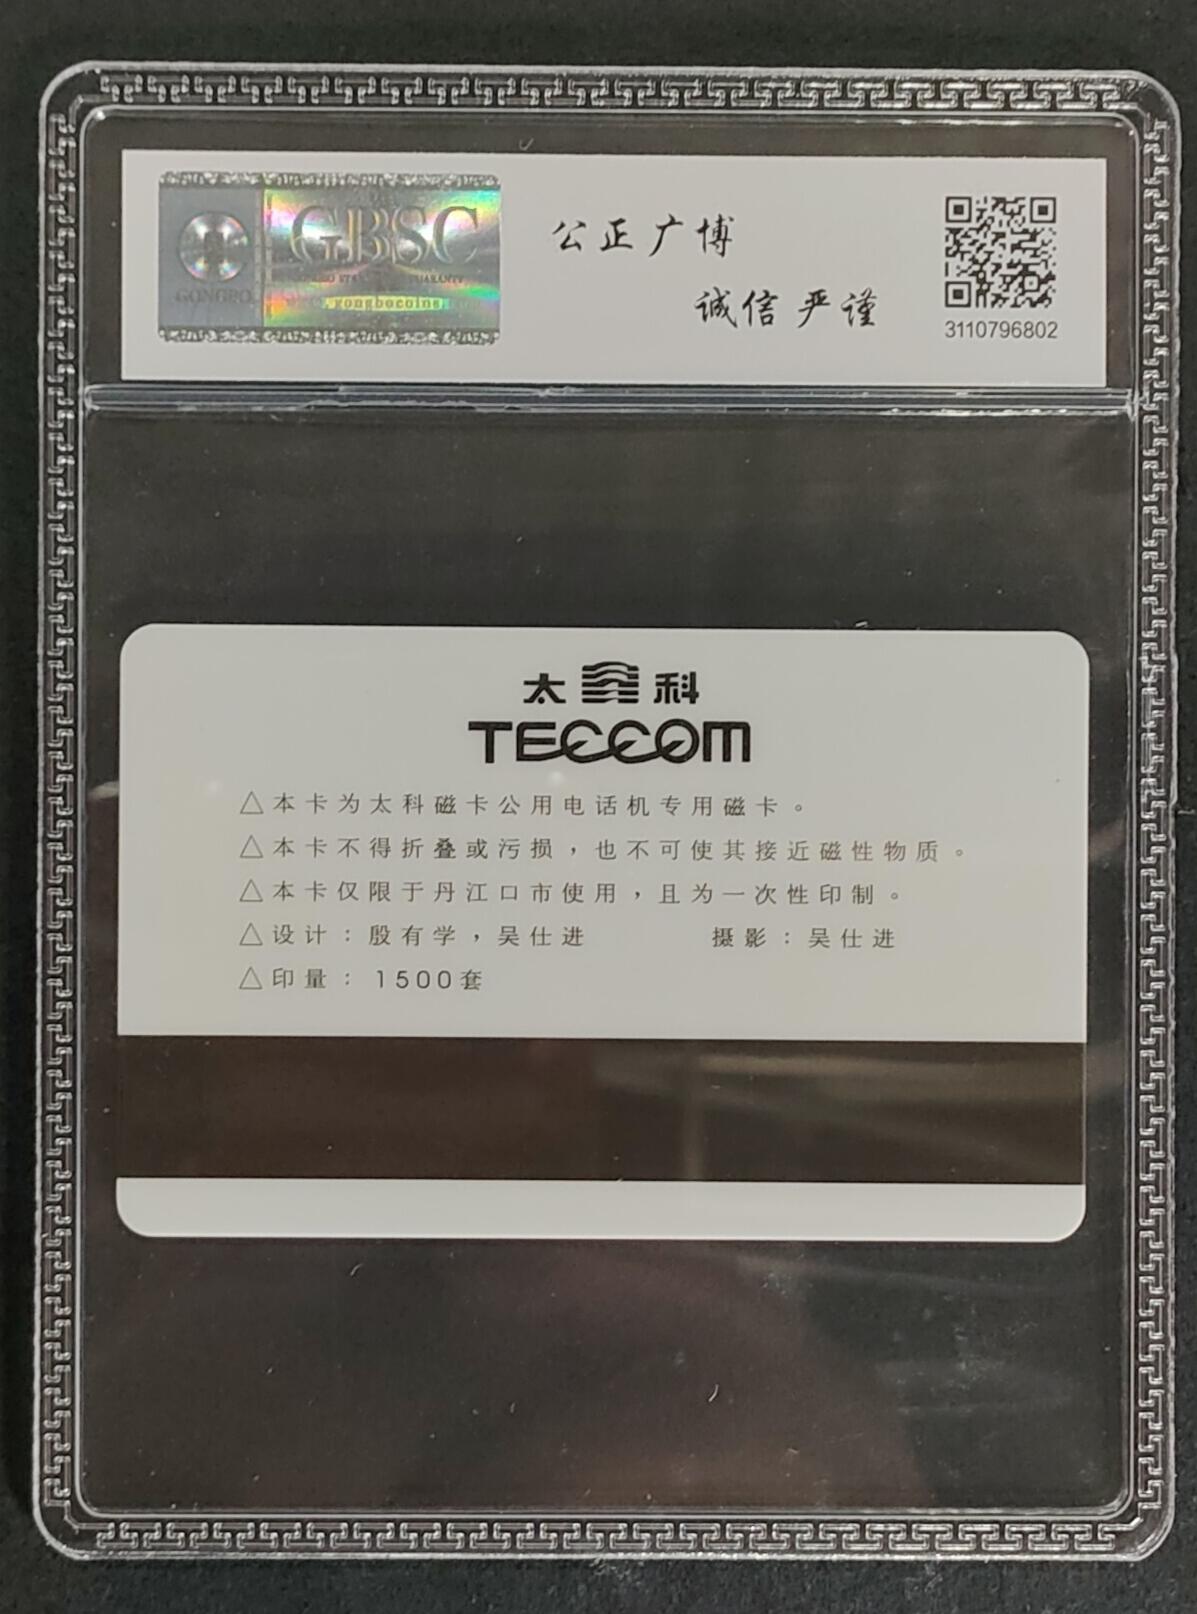 GBSC
GONGBO
www.gongbocoins.com
公正广博
诚信严谨
3110796802
太 科
TECCOM
△本卡为太科磁卡公用电话机专用磁卡。
△本卡不得折叠或污损，也不可使其接近磁性物质。
△本卡仅限于丹江口市使用，且为一次性印制。
△设计：殷有学，吴仕进 摄影：吴仕进
△印量：1500套